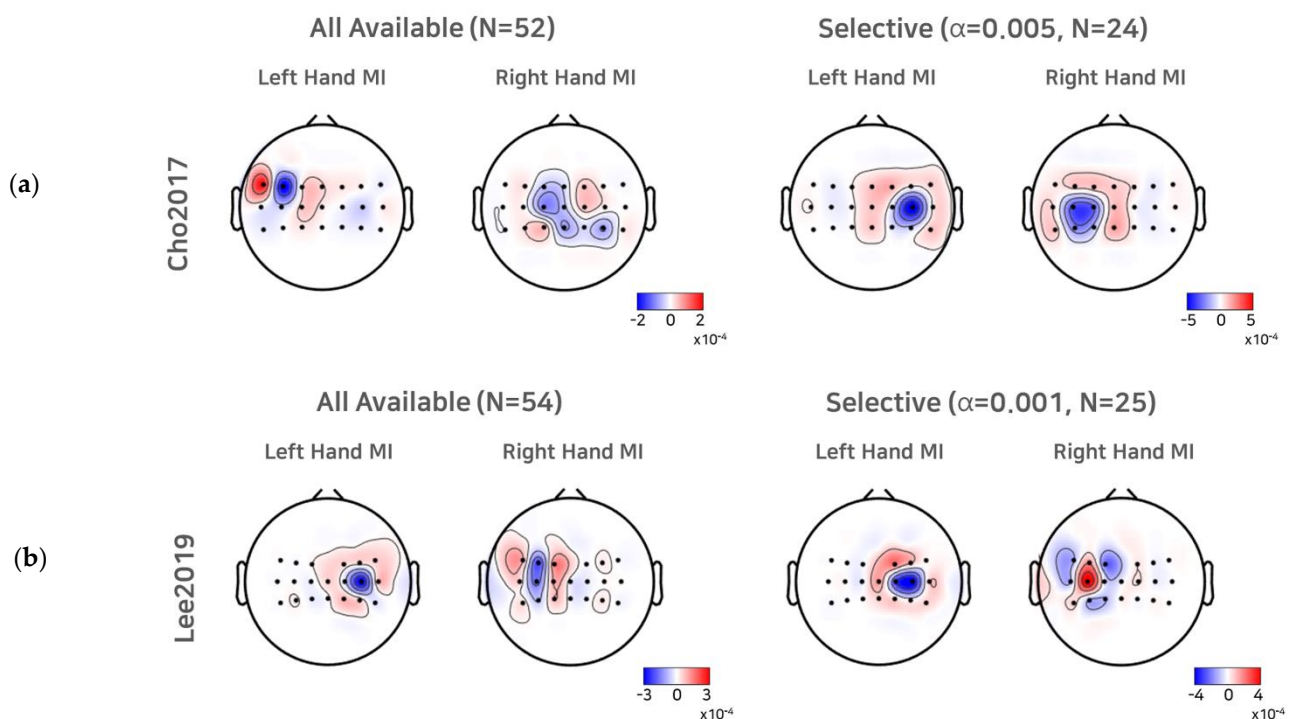 All Available (N=52)
Selective (α=0.005, N=24)
Left Hand MI
Right Hand MI
Left Hand MI
Right Hand MI
(a)
Cho2017
-2 0 2
x10⁻⁴
-5 0 5
x10⁻⁴
All Available (N=54)
Selective (α=0.001, N=25)
Left Hand MI
Right Hand MI
Left Hand MI
Right Hand MI
(b)
Lee2019
-3 0 3
x10⁻⁴
-4 0 4
x10⁻⁴